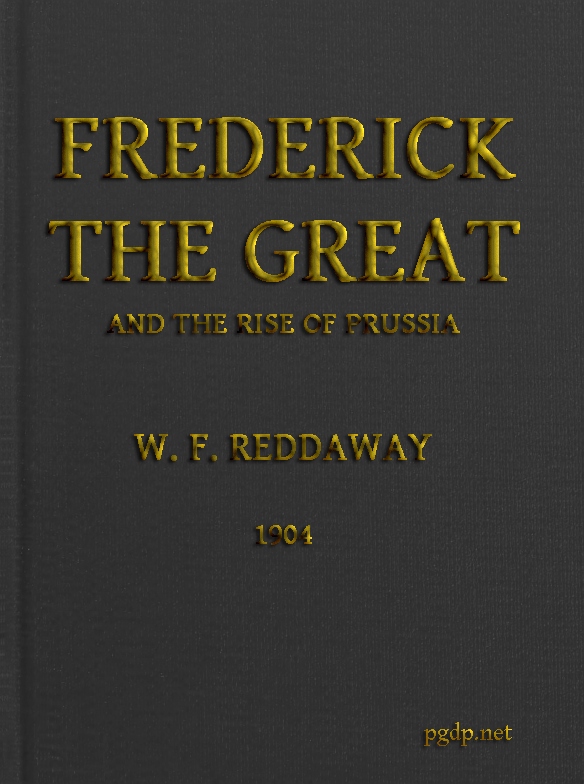 FREDERICK
THE GREAT
AND THE RISE OF PRUSSIA
W. F. REDDAWAY
1904
pgdp.net